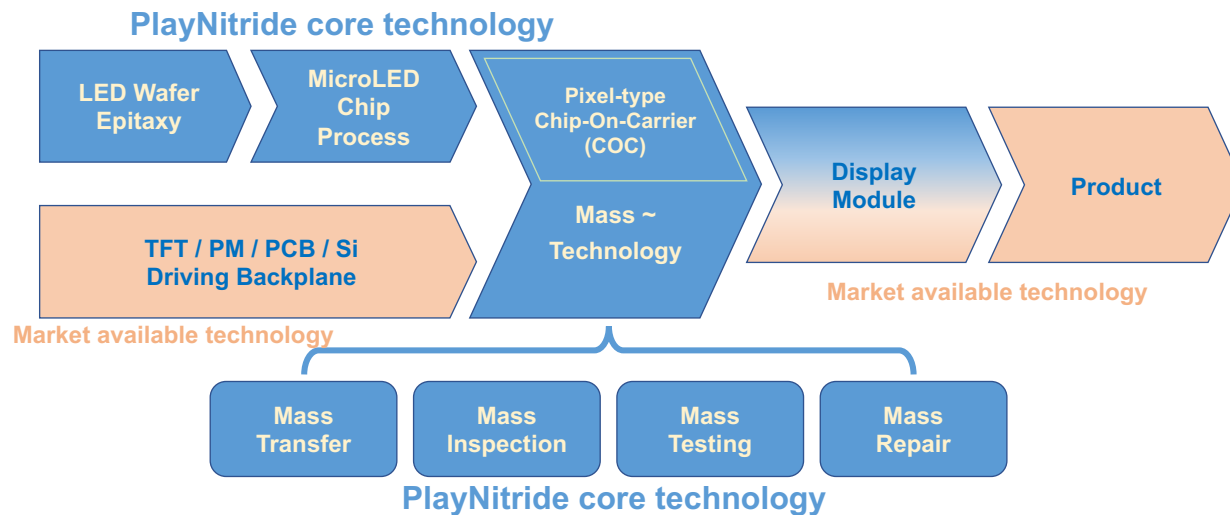 PlayNitride core technology
LED Wafer
Epitaxy
MicroLED
Chip
Process
Pixel-type
Chip-On-Carrier
(COC)
Mass ~
Technology
Display
Module
Product
TFT / PM / PCB / Si
Driving Backplane
Market available technology
Market available technology
Mass
Transfer
Mass
Inspection
Mass
Testing
Mass
Repair
PlayNitride core technology